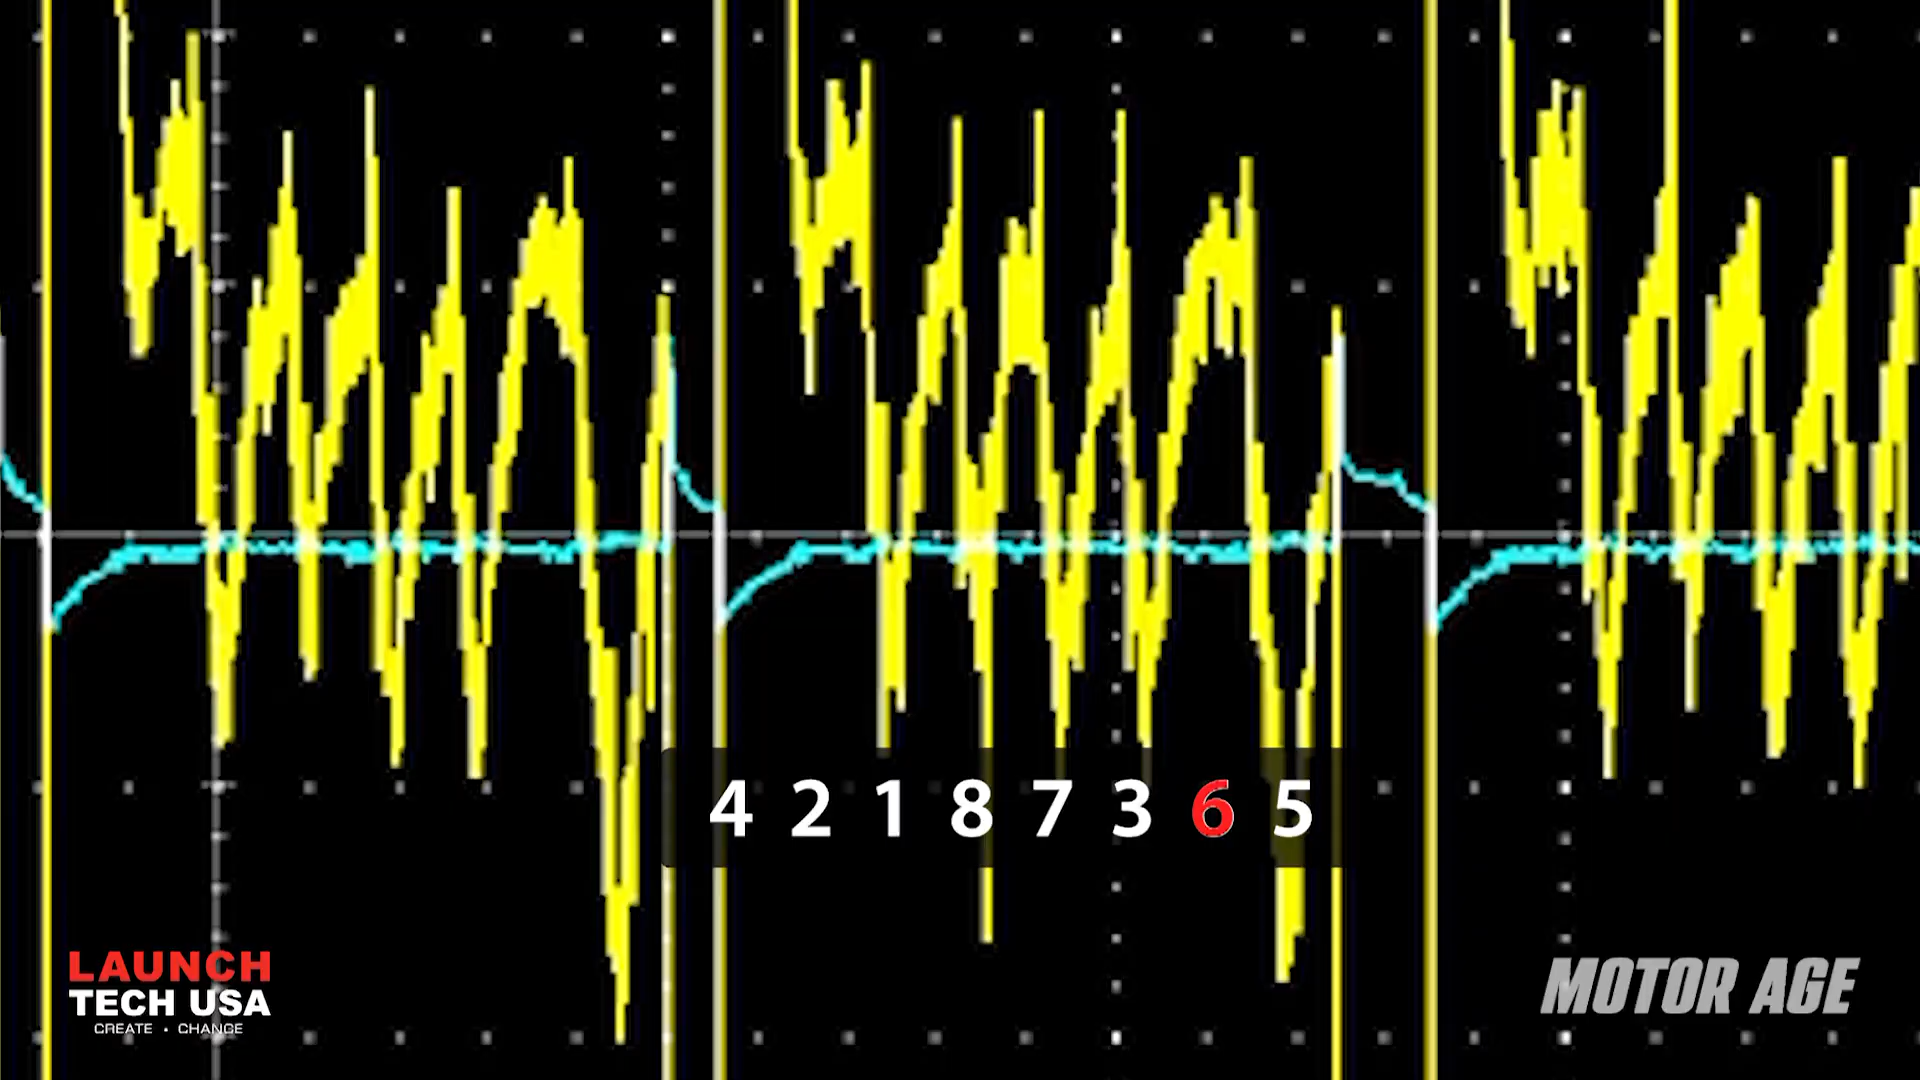 4 2 1 8 7 3 6 5
LAUNCH
TECH USA
CREATE • CHANGE
MOTOR AGE